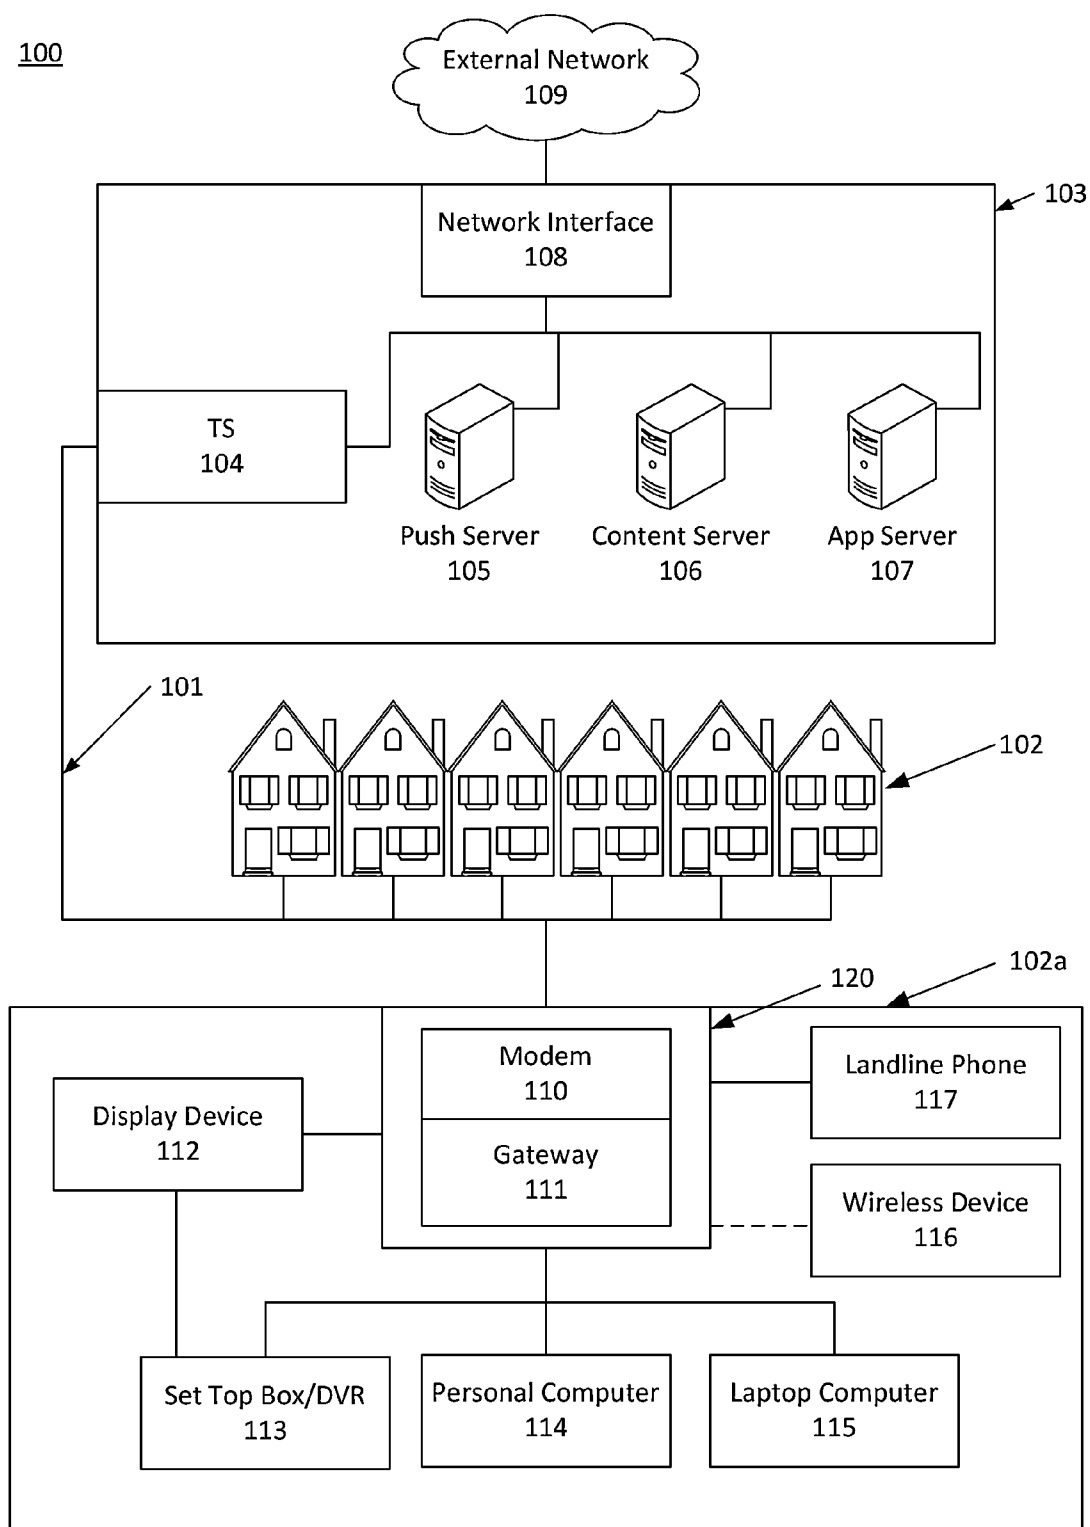 100
External Network
109
103
Network Interface
108
TS
104
Push Server
105
Content Server
106
App Server
107
101
102
102a
120
Modem
110
Landline Phone
117
Display Device
112
Gateway
111
Wireless Device
116
Set Top Box/DVR
113
Personal Computer
114
Laptop Computer
115